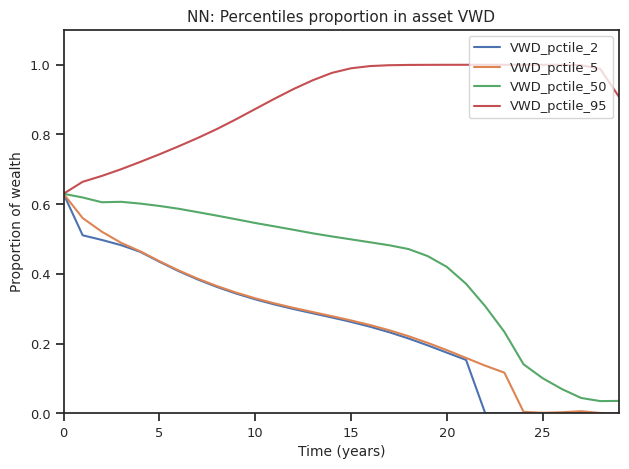 NN: Percentiles proportion in asset VWD
VWD_pctile_2
VWD_pctile_5
VWD_pctile_50
VWD_pctile_95
Proportion of wealth
1.0
0.8
0.6
0.4
0.2
0.0
0 5 10 15 20 25
Time (years)